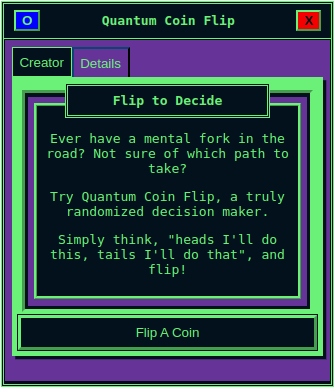 O
Quantum Coin Flip
X
Creator
Details
Flip to Decide
Ever have a mental fork in the
road? Not sure of which path to
take?
Try Quantum Coin Flip, a truly
randomized decision maker.
Simply think, "heads I'll do
this, tails I'll do that", and
flip!
Flip A Coin